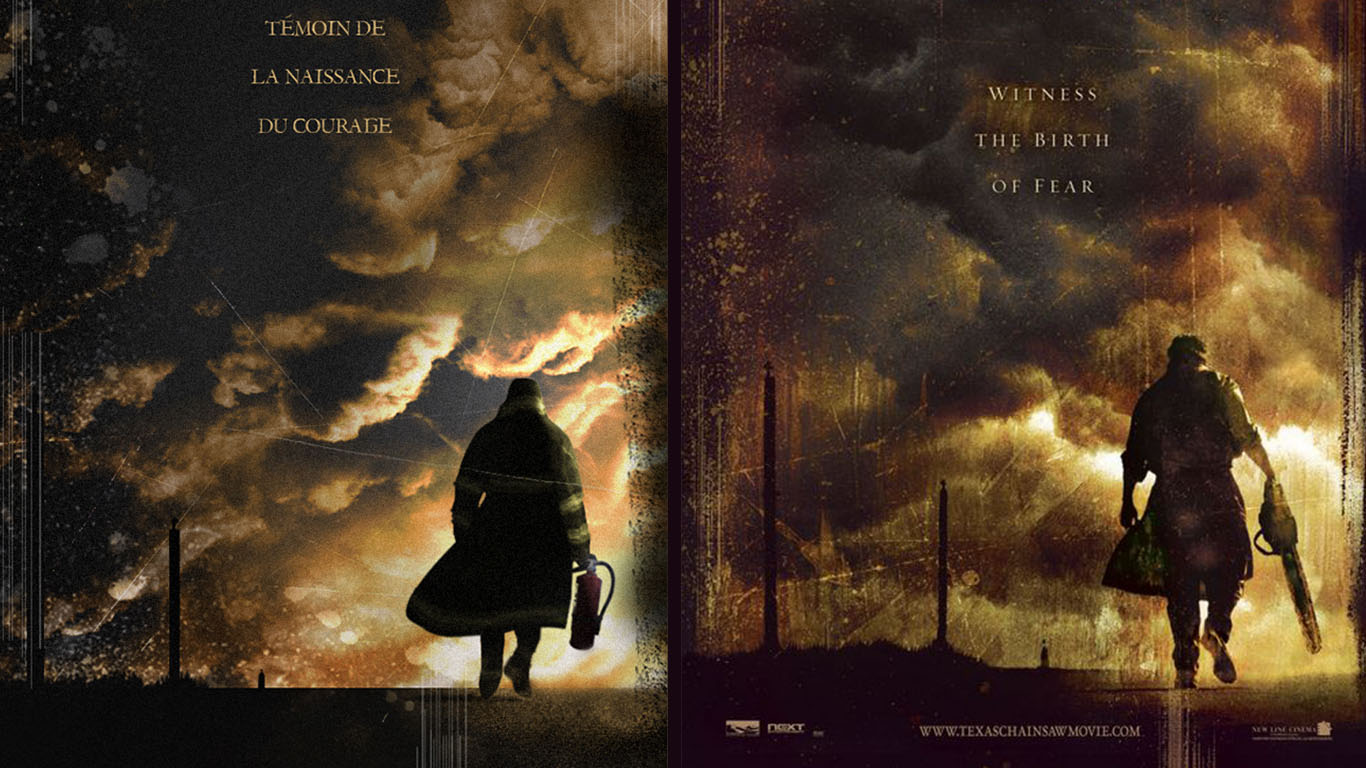 TÉMOIN DE
LA NAISSANCE
DU COURAGE
WITNESS
THE BIRTH
OF FEAR
NEXT
WWW.TEXASCHAINSAWMOVIE.COM
NEW LINE CINEMA